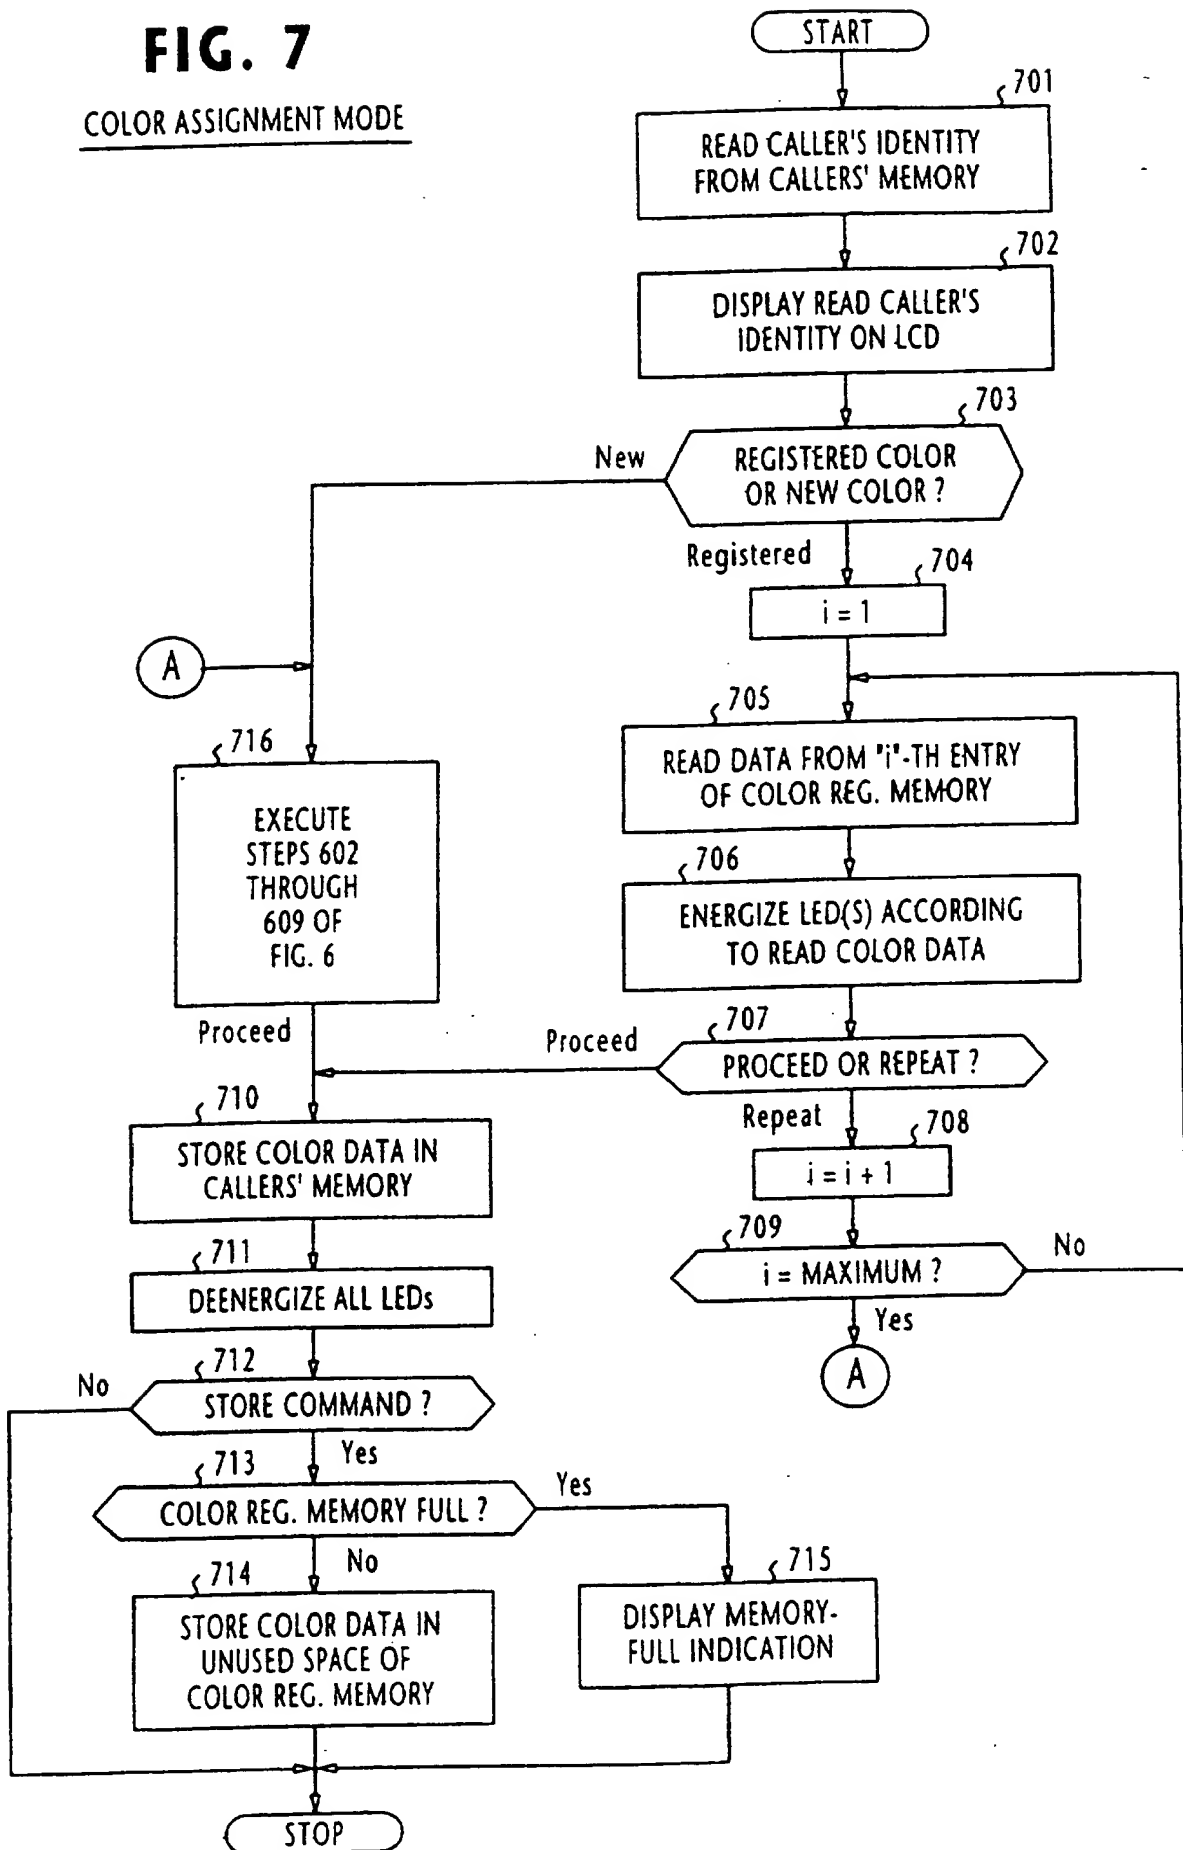 FIG. 7
COLOR ASSIGNMENT MODE
START
701
READ CALLER'S IDENTITY
FROM CALLERS' MEMORY
702
DISPLAY READ CALLER'S
IDENTITY ON LCD
703
REGISTERED COLOR
OR NEW COLOR ?
New
Registered
704
i = 1
A
705
READ DATA FROM "i"-TH ENTRY
OF COLOR REG. MEMORY
716
EXECUTE
STEPS 602
THROUGH
609 OF
FIG. 6
706
ENERGIZE LED(S) ACCORDING
TO READ COLOR DATA
Proceed
707
PROCEED OR REPEAT ?
Proceed
Repeat
708
i = i + 1
709
i = MAXIMUM ?
No
Yes
A
710
STORE COLOR DATA IN
CALLERS' MEMORY
711
DEENERGIZE ALL LEDs
712
STORE COMMAND ?
No
Yes
713
COLOR REG. MEMORY FULL ?
Yes
No
714
STORE COLOR DATA IN
UNUSED SPACE OF
COLOR REG. MEMORY
715
DISPLAY MEMORY-
FULL INDICATION
STOP